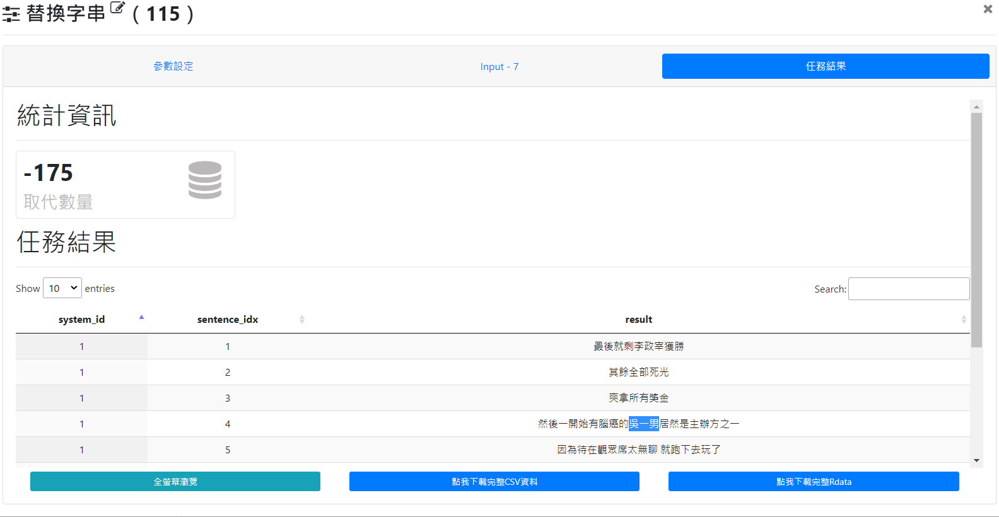 替換字串 ( 115 )
參數設定 Input - 7 任務結果
統計資訊
-175
取代數量
任務結果
Show 10 entries Search:
system_id sentence_idx result
1 1 最後就剩李政宰獲勝
1 2 其餘全部死光
1 3 爽拿所有獎金
1 4 然後一開始有腦癌的吳一男居然是主辦方之一
1 5 因為待在觀眾席太無聊 就跑下去玩了
全螢幕瀏覽 點我下載完整CSV資料 點我下載完整Rdata